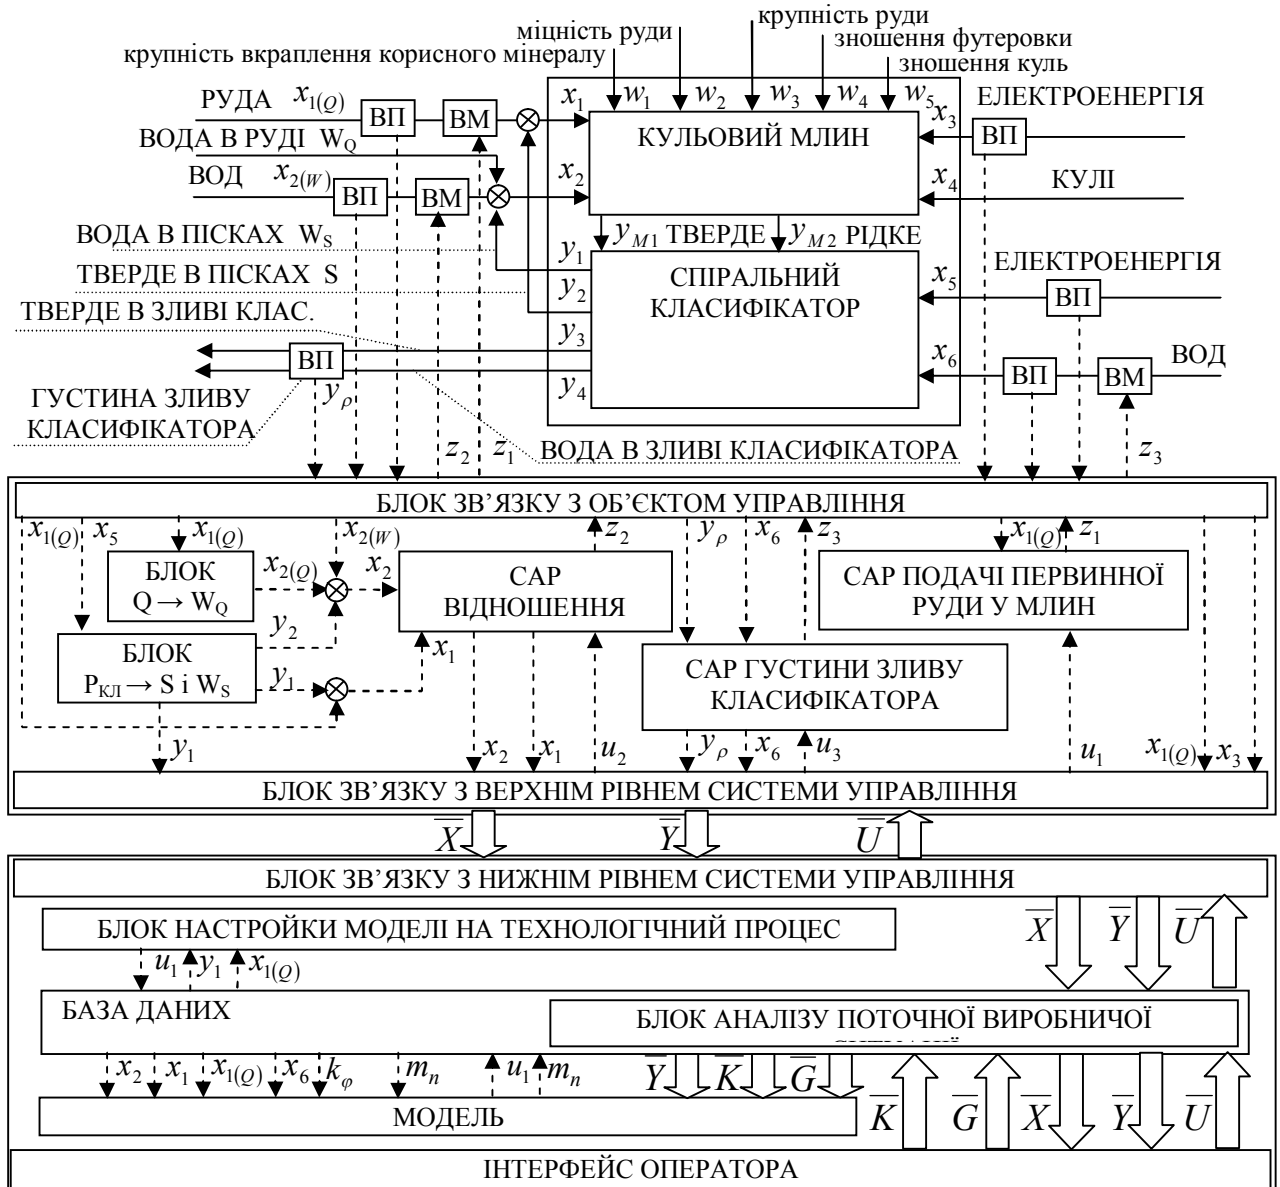 крупність руди
міцність руди
зношення футеровки
крупність вкраплення корисного мінералу
зношення куль
РУДА x1(Q) ВП ВМ x1 w1 w2 w3 w4 w5 x3 ЕЛЕКТРОЕНЕРГІЯ
ВОДА В РУДІ WQ КУЛЬОВИЙ МЛИН ВП
ВОД x2(W) ВП ВМ x2 x4 КУЛІ
ВОДА В ПІСКАХ WS yM1 ТВЕРДЕ yM2 РІДКЕ
ТВЕРДЕ В ПІСКАХ S y1 СПІРАЛЬНИЙ x5 ЕЛЕКТРОЕНЕРГІЯ
ТВЕРДЕ В ЗЛИВІ КЛАС. y2 КЛАСИФІКАТОР ВП
y3
ВП x6 ВОД
ГУСТИНА ЗЛИВУ yρ y4 ВП ВМ
КЛАСИФІКАТОРА
z2 z1 ВОДА В ЗЛИВІ КЛАСИФІКАТОРА z3
БЛОК ЗВ’ЯЗКУ З ОБ’ЄКТОМ УПРАВЛІННЯ
x1(Q) x5 x1(Q) x2(W) z2 yρ x6 z3 x1(Q) z1
БЛОК x2(Q) x2 САР САР ПОДАЧІ ПЕРВИННОЇ
Q → WQ ВІДНОШЕННЯ РУДИ У МЛИН
y2
БЛОК x1 САР ГУСТИНИ ЗЛИВУ
РКЛ → S і WS y1 КЛАСИФІКАТОРА
y1 x2 x1 u2 yρ x6 u3 u1 x1(Q) x3
БЛОК ЗВ’ЯЗКУ З ВЕРХНІМ РІВНЕМ СИСТЕМИ УПРАВЛІННЯ
X̅ Y̅ U̅
БЛОК ЗВ’ЯЗКУ З НИЖНІМ РІВНЕМ СИСТЕМИ УПРАВЛІННЯ
БЛОК НАСТРОЙКИ МОДЕЛІ НА ТЕХНОЛОГІЧНИЙ ПРОЦЕС X̅ Y̅ U̅
u1 y1 x1(Q)
БАЗА ДАНИХ БЛОК АНАЛІЗУ ПОТОЧНОЇ ВИРОБНИЧОЇ
x2 x1 x1(Q) x6 kφ mn u1 mn Y̅ K̅ G̅
МОДЕЛЬ K̅ G̅ X̅ Y̅ U̅
ІНТЕРФЕЙС ОПЕРАТОРА